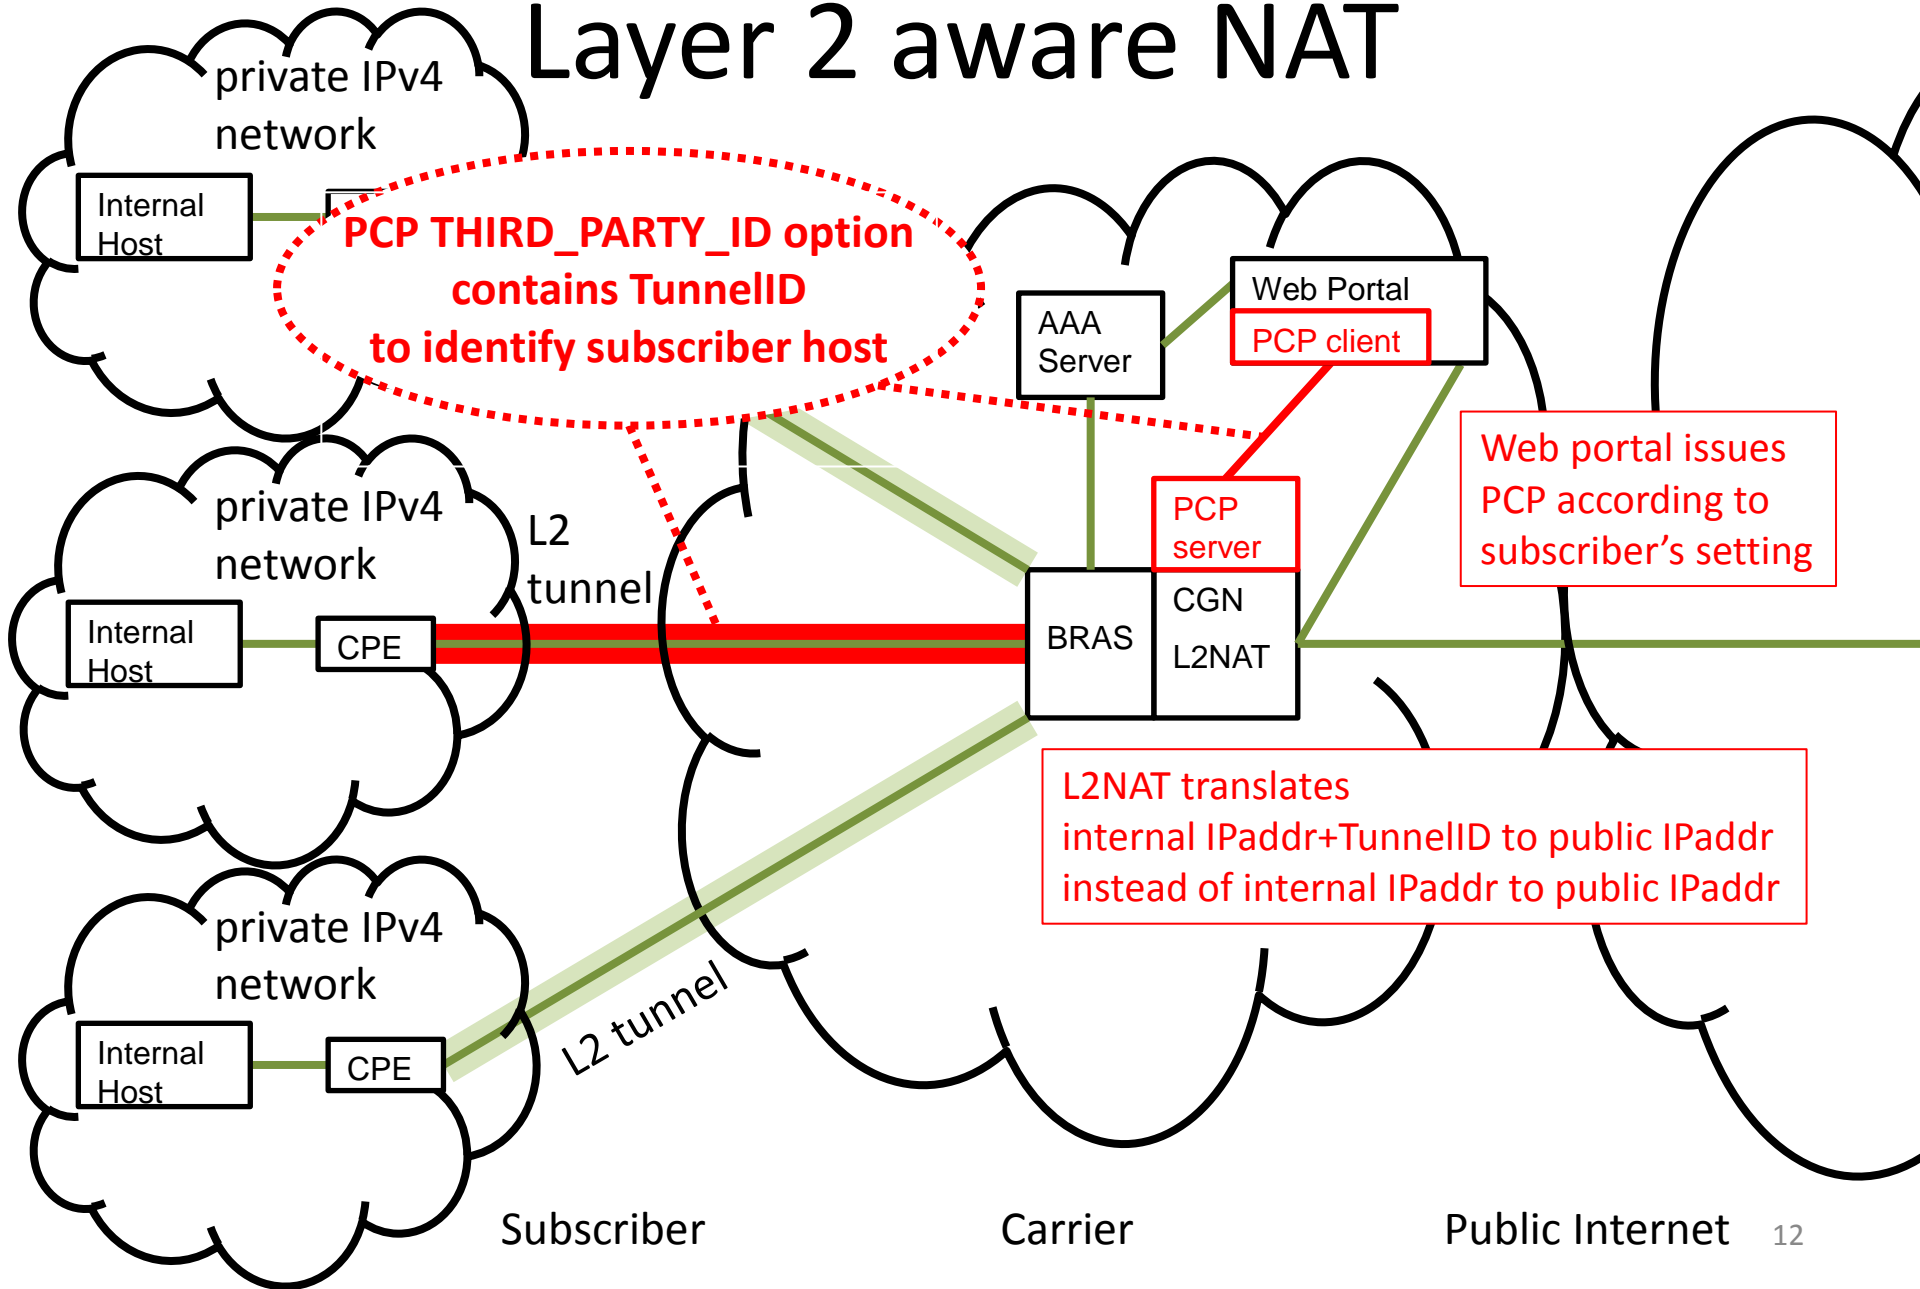 Layer 2 aware NAT
private IPv4
network
Internal
Host
PCP THIRD_PARTY_ID option
contains TunnelID
to identify subscriber host
AAA
Server
Web Portal
PCP client
Web portal issues
PCP according to
subscriber’s setting
private IPv4
network
L2
tunnel
Internal
Host
CPE
PCP
server
BRAS
CGN
L2NAT
L2NAT translates
internal IPaddr+TunnelID to public IPaddr
instead of internal IPaddr to public IPaddr
private IPv4
network
Internal
Host
CPE
L2 tunnel
Subscriber
Carrier
Public Internet
12